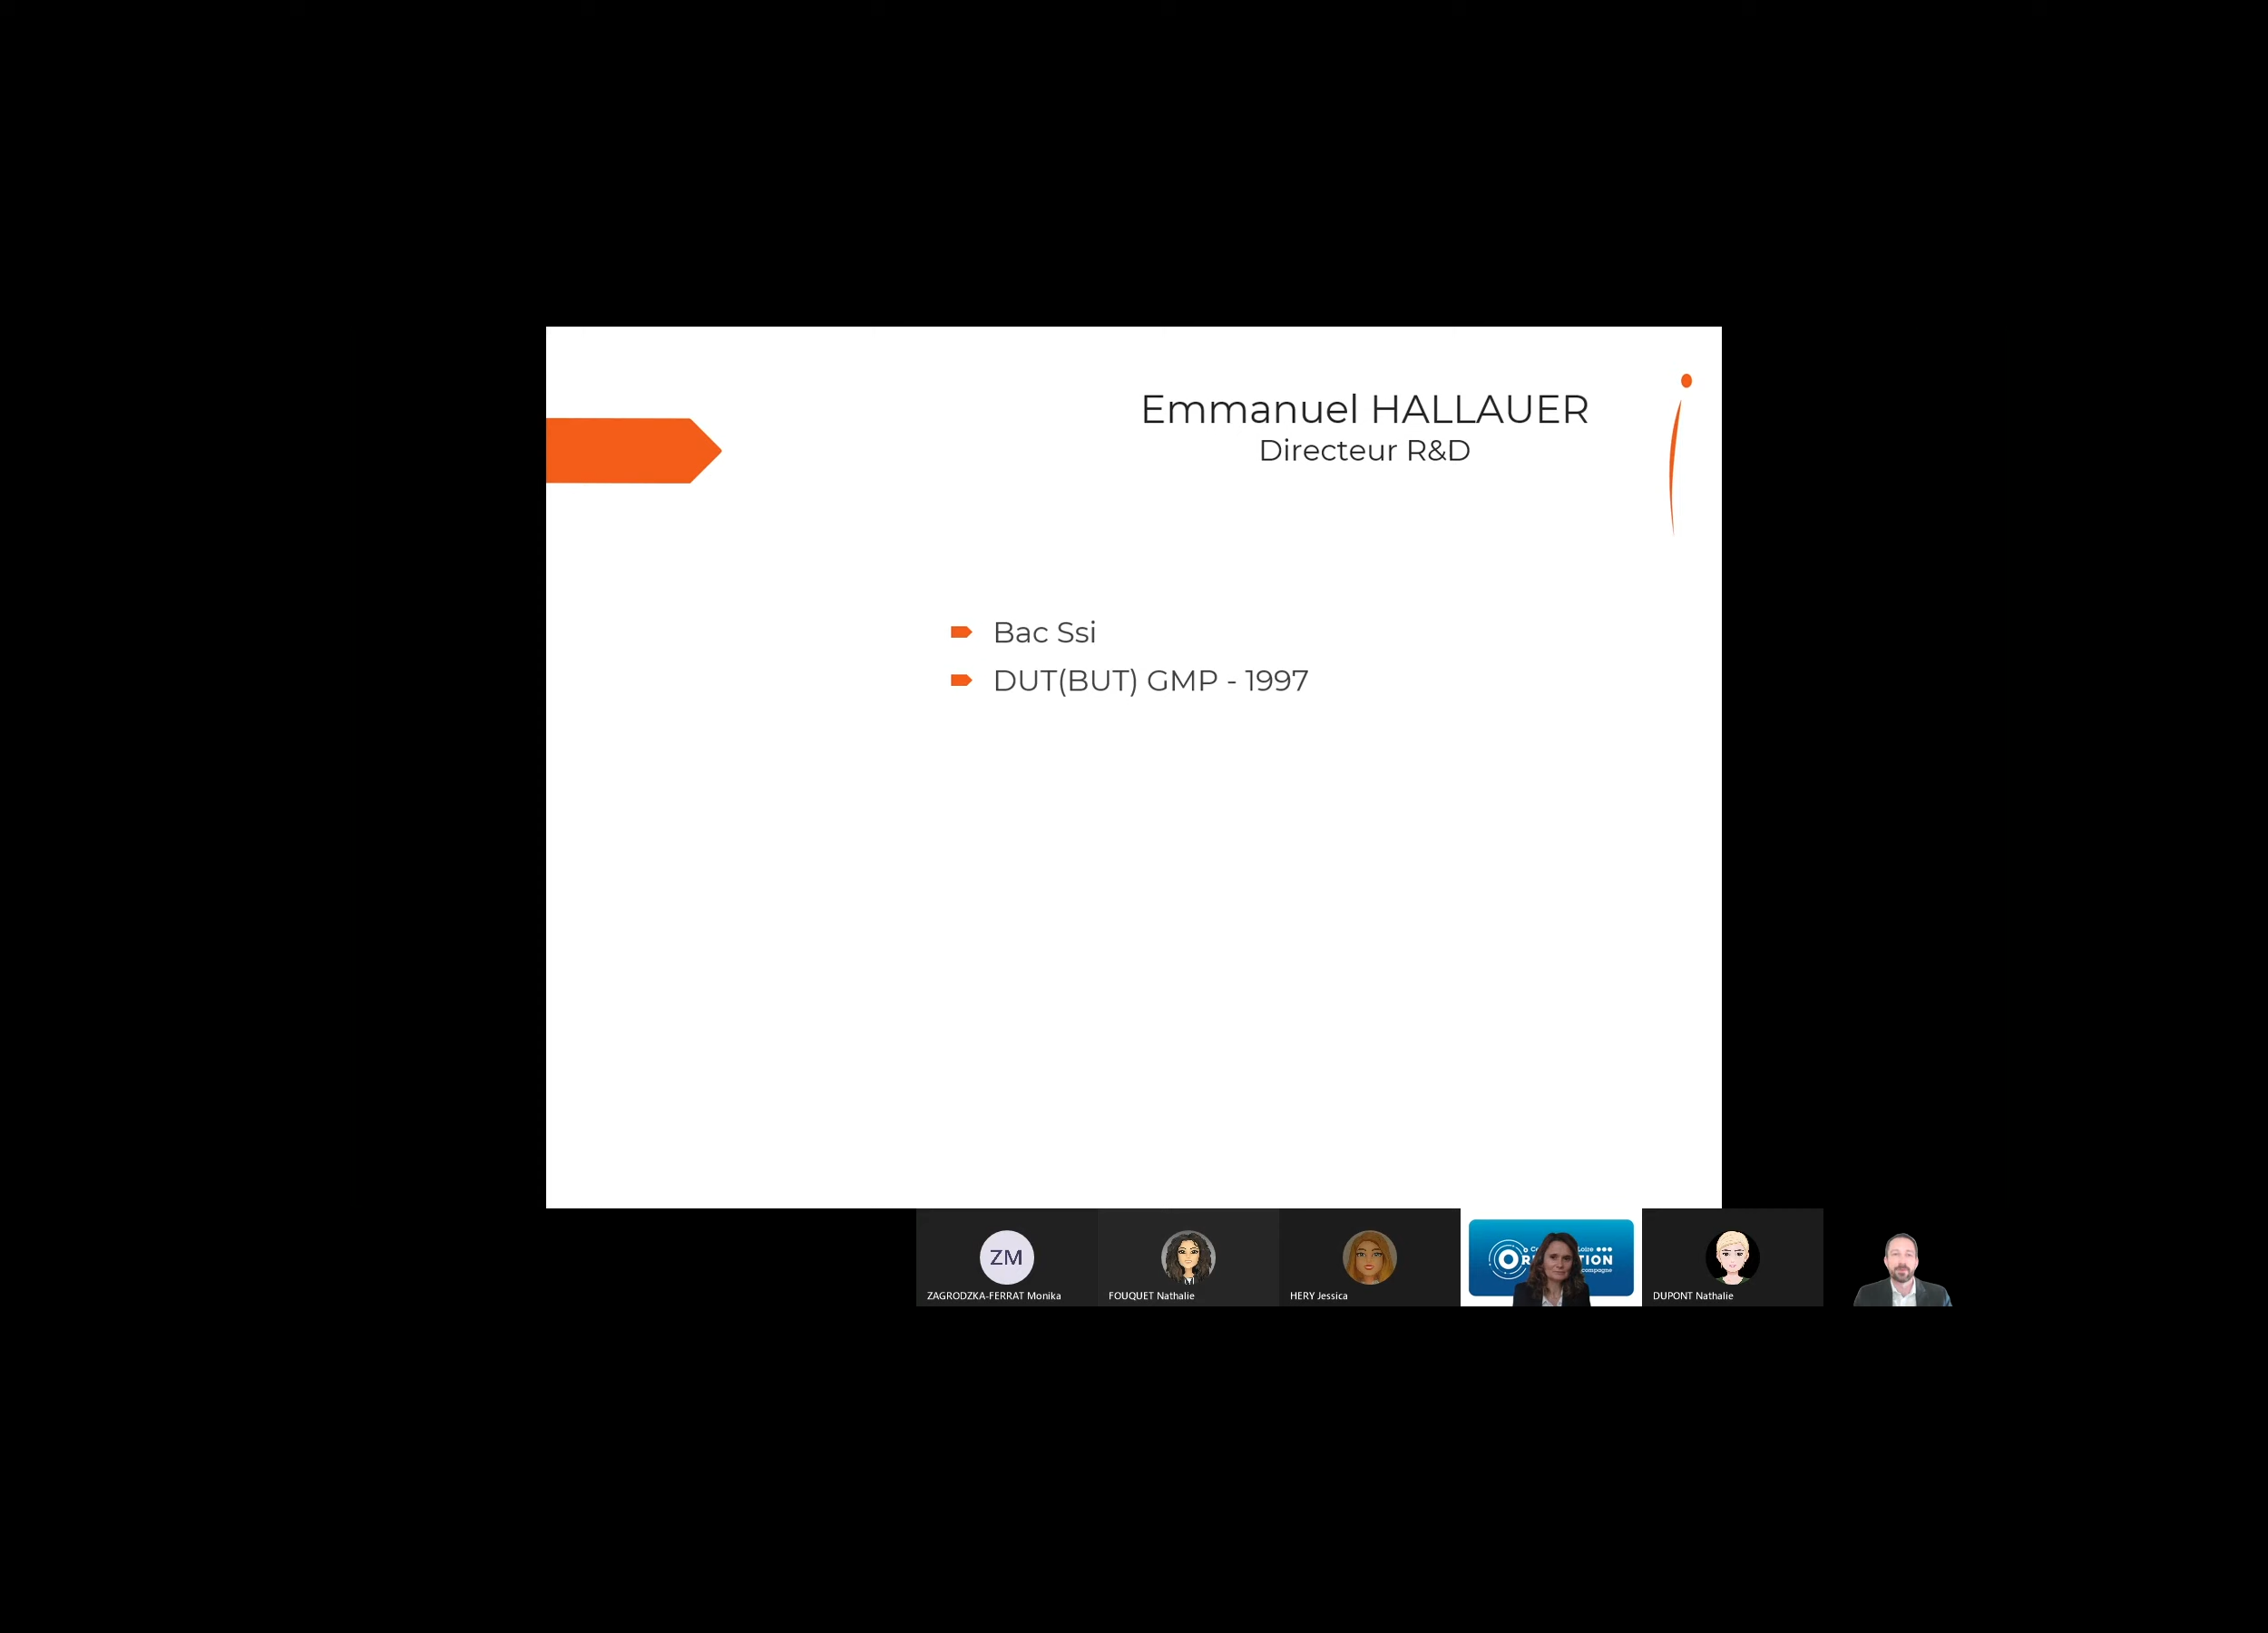 Emmanuel HALLAUER
Directeur R&D
Bac Ssi
DUT(BUT) GMP - 1997
ZM
ZAGRODZKA-FERRAT Monika
FOUQUET Nathalie
HERY Jessica
DUPONT Nathalie